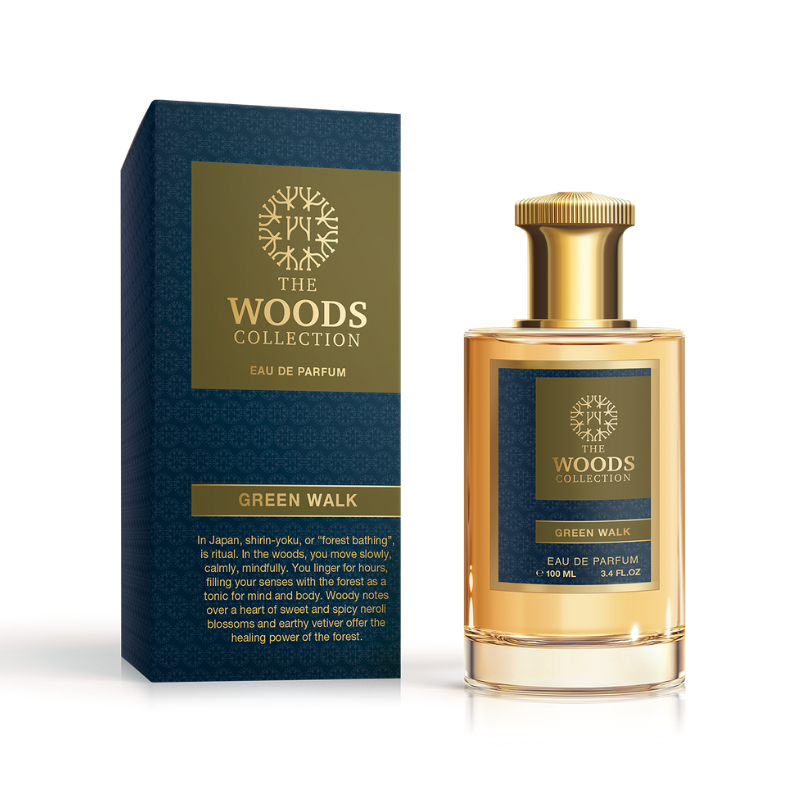 THE
WOODS
COLLECTION
EAU DE PARFUM
GREEN WALK
In Japan, shirin-yoku, or "forest bathing",
is ritual. In the woods, you move slowly,
calmly, mindfully. You linger for hours,
filling your senses with the forest as a
tonic for mind and body. Woody notes
over a heart of sweet and spicy neroli
blossoms and earthy vetiver offer the
healing power of the forest.
THE
WOODS
COLLECTION
GREEN WALK
EAU DE PARFUM
℮ 100 ML 3.4 FL.OZ